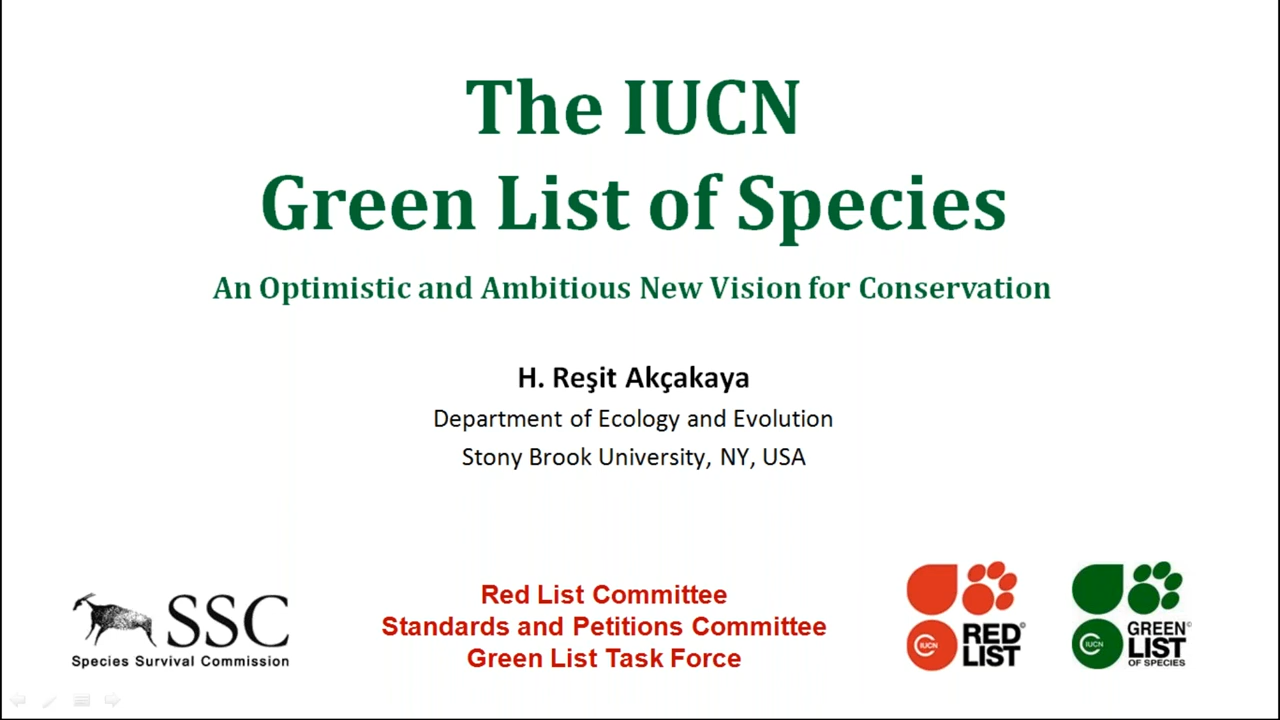 The IUCN
Green List of Species
An Optimistic and Ambitious New Vision for Conservation
H. Reşit Akçakaya
Department of Ecology and Evolution
Stony Brook University, NY, USA
SSC
Species Survival Commission
Red List Committee
Standards and Petitions Committee
Green List Task Force
IUCN
RED
LIST
©
IUCN
GREEN
LIST
OF SPECIES
©